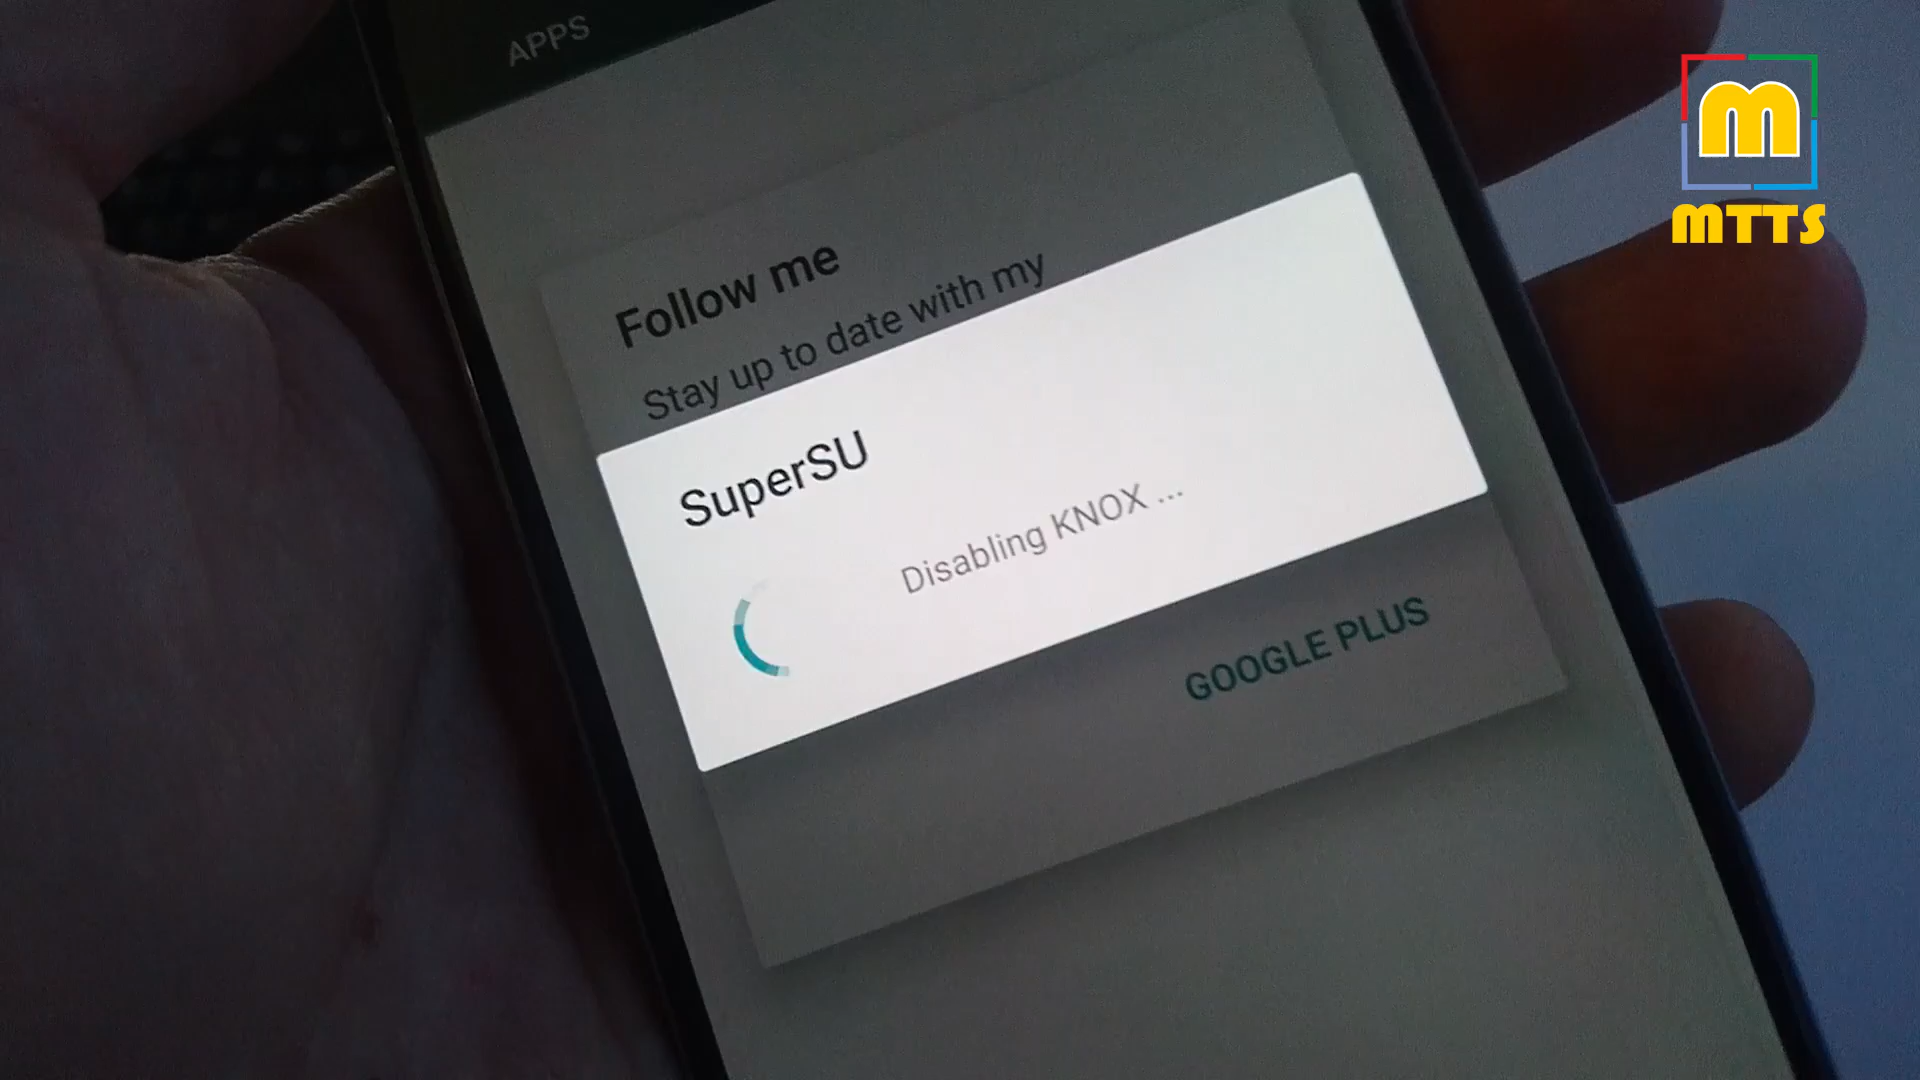 APPS
Follow me
Stay up to date with my
SuperSU
Disabling KNOX ...
GOOGLE PLUS
m
MTTS